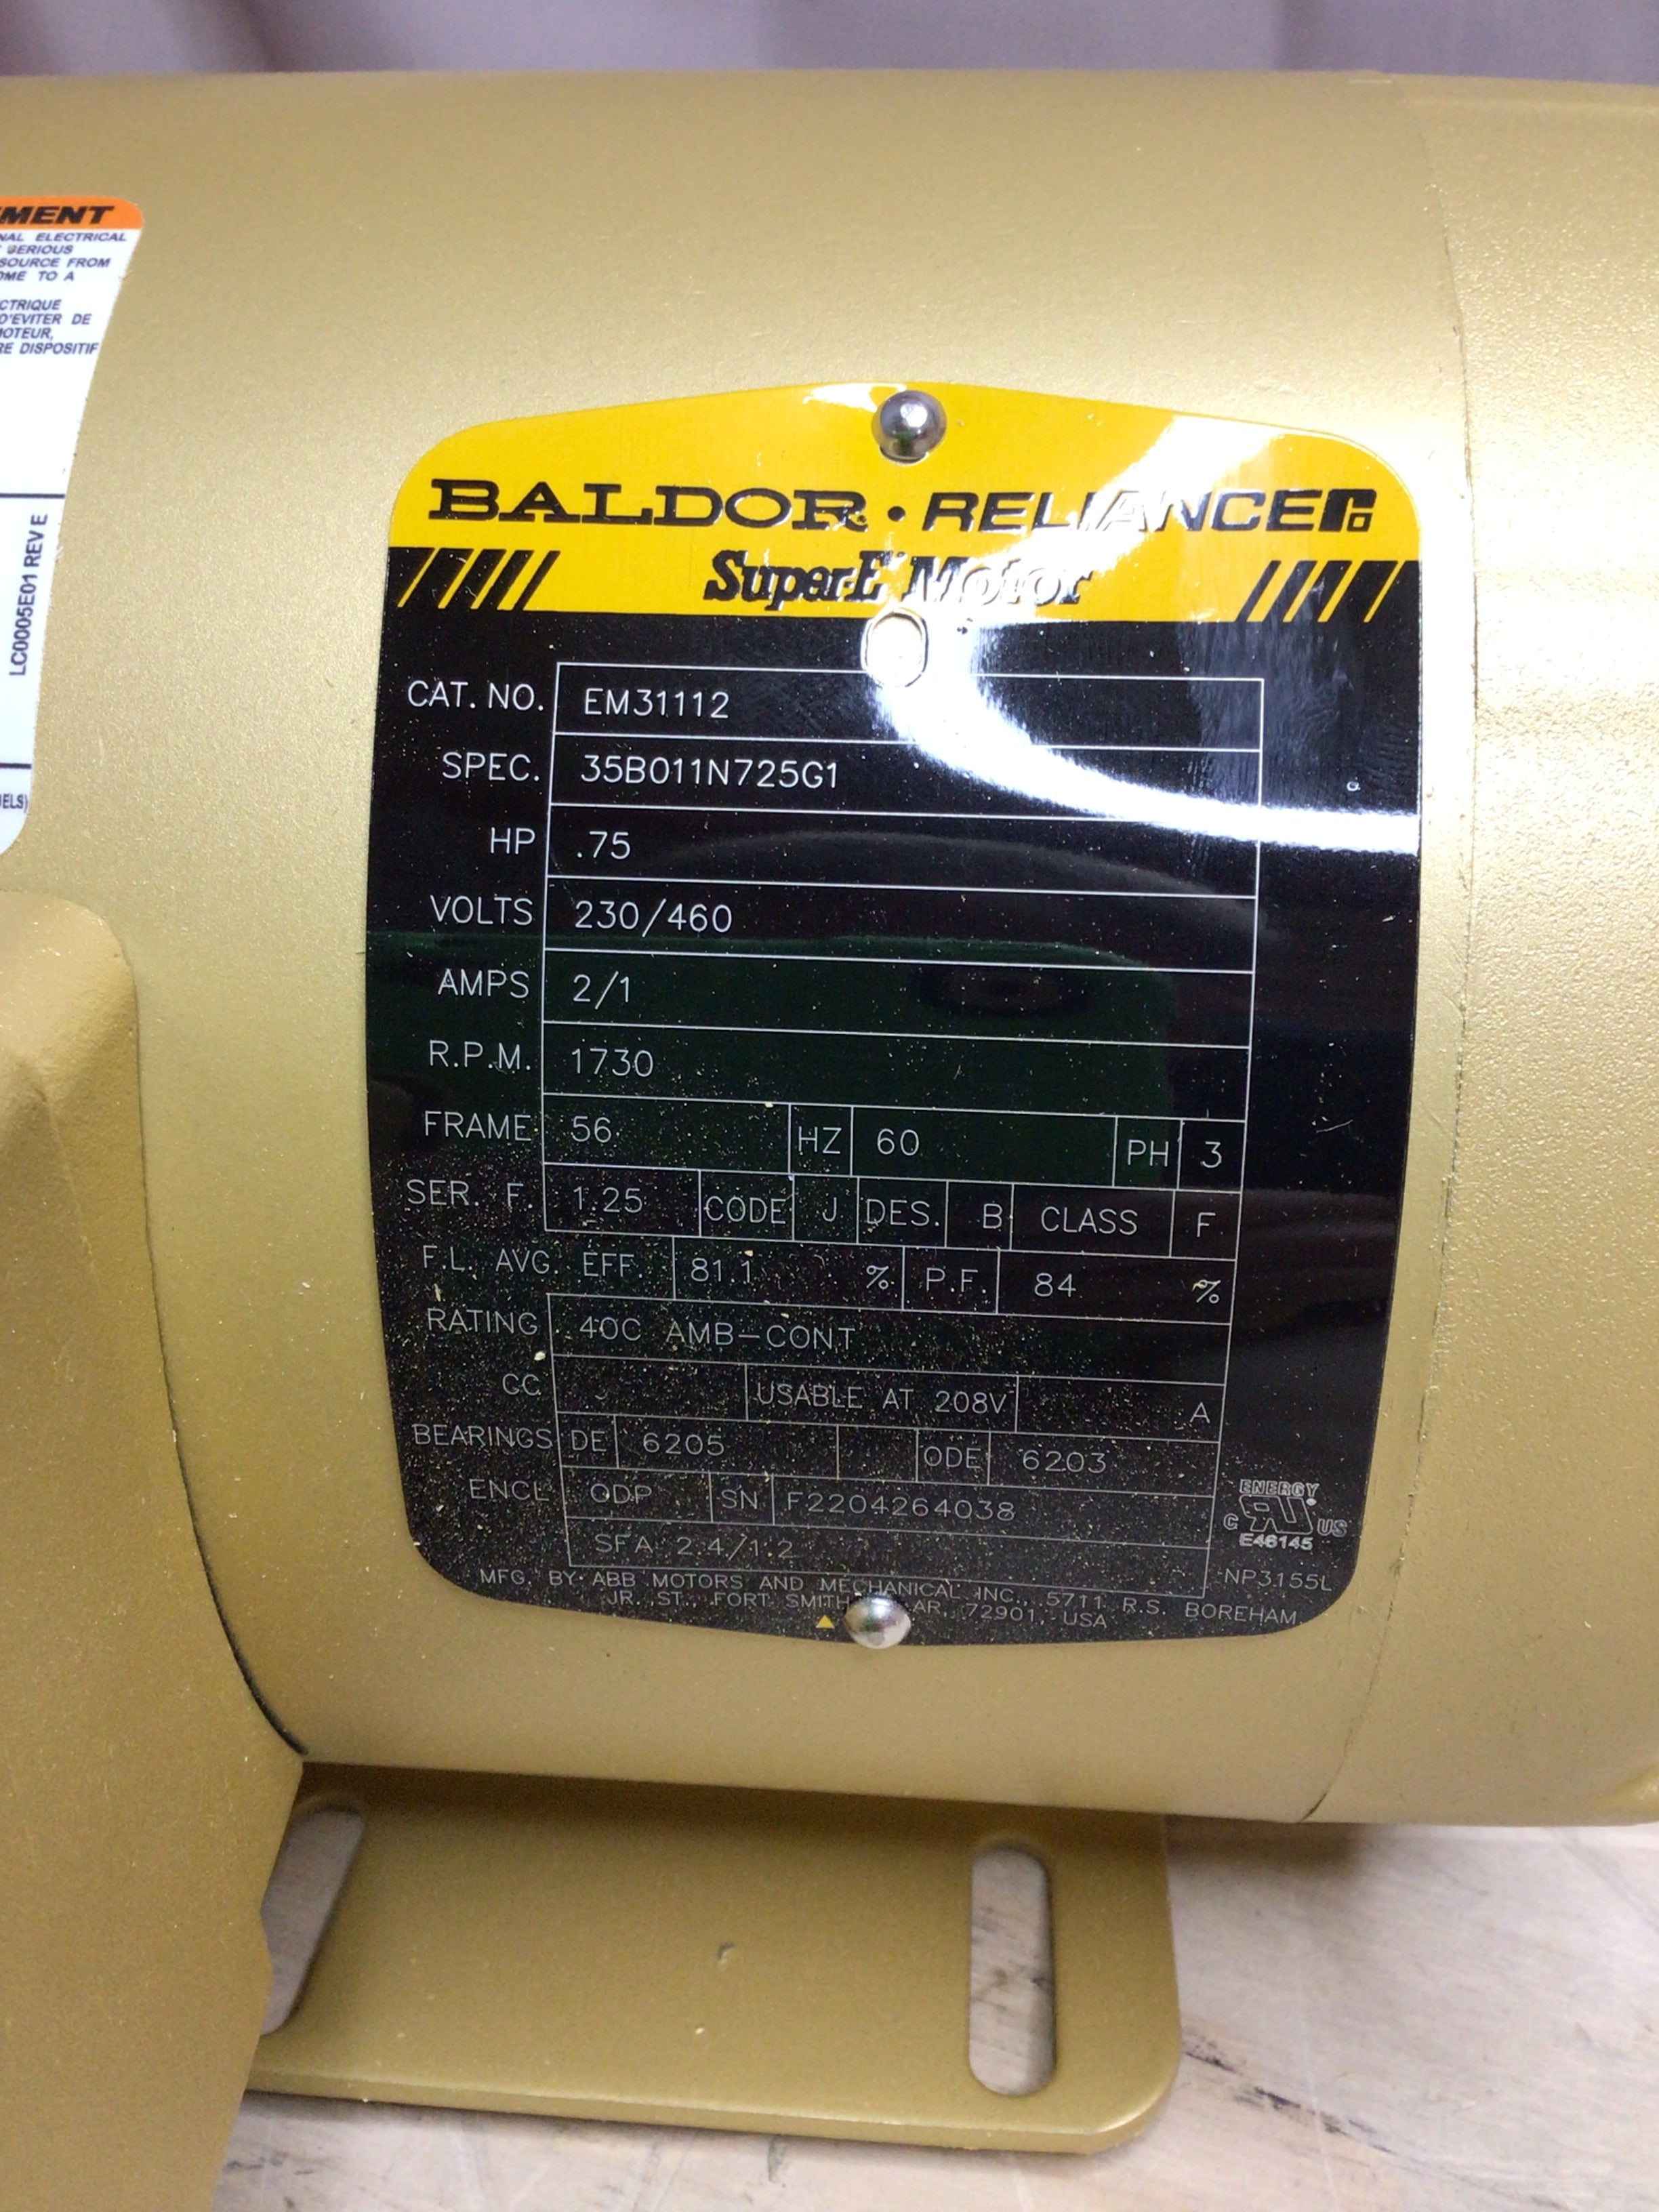 MENT
NAL ELECTRICAL
SERIOUS
SOURCE FROM
OME TO A
CTRIQUE
D'EVITER DE
MOTEUR,
RE DISPOSITIF
LC0005E01 REV E
BELS)
BALDOR • RELIANCE
Super-E Motor
CAT. NO. EM31112
SPEC. 35B011N725G1
HP .75
VOLTS 230/460
AMPS 2/1
R.P.M. 1730
FRAME 56 HZ 60 PH 3
SER. F. 1.25 CODE J DES. B CLASS F
F.L. AVG. EFF. 81.1 % P.F. 84 %
RATING 40C AMB-CONT
CC USABLE AT 208V A
BEARINGS DE 6205 ODE 6203
ENCL ODP SN F2204264038
SFA 2.4/1.2
ENERGY
C US
E46145
NP3155L
MFG. BY ABB MOTORS AND MECHANICAL INC., 5711 R.S. BOREHAM,
JR. ST., FORT SMITH, AR, 72901, USA